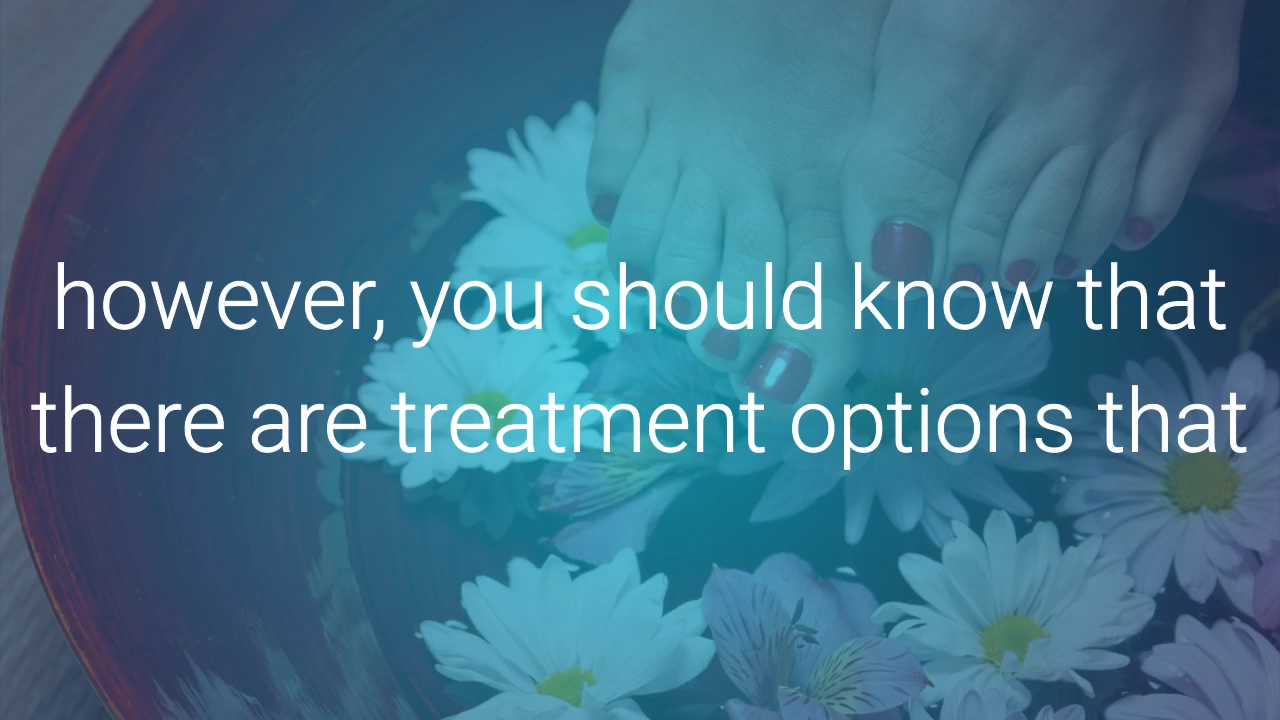 however, you should know that
there are treatment options that